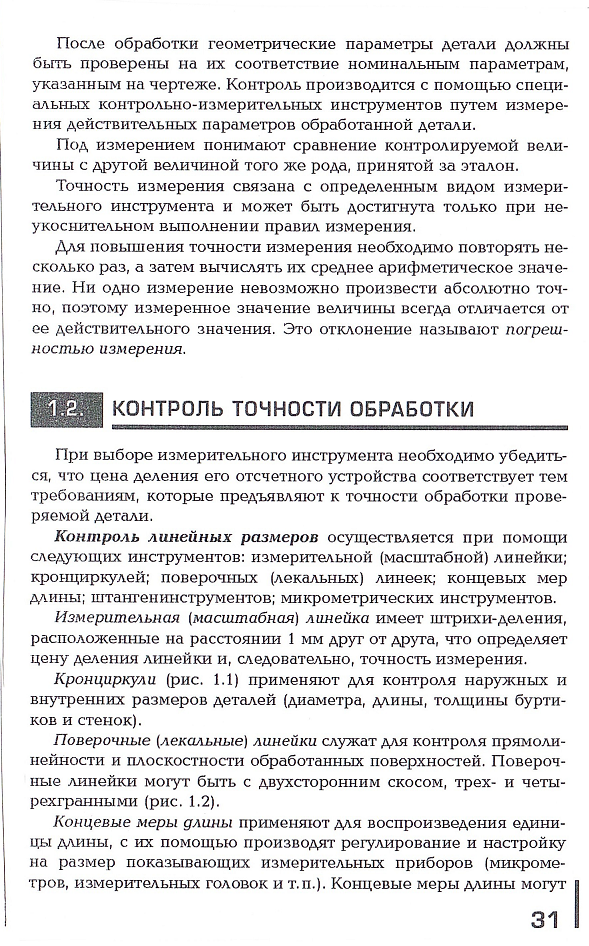 После обработки геометрические параметры детали должны
быть проверены на их соответствие номинальным параметрам,
указанным на чертеже. Контроль производится с помощью специ-
альных контрольно-измерительных инструментов путем измере-
ния действительных параметров обработанной детали.
Под измерением понимают сравнение контролируемой вели-
чины с другой величиной того же рода, принятой за эталон.
Точность измерения связана с определенным видом измери-
тельного инструмента и может быть достигнута только при не-
укоснительном выполнении правил измерения.
Для повышения точности измерения необходимо повторять не-
сколько раз, а затем вычислять их среднее арифметическое значе-
ние. Ни одно измерение невозможно произвести абсолютно точ-
но, поэтому измеренное значение величины всегда отличается от
ее действительного значения. Это отклонение называют погреш-
ностью измерения.
1.2. КОНТРОЛЬ ТОЧНОСТИ ОБРАБОТКИ
При выборе измерительного инструмента необходимо убедить-
ся, что цена деления его отсчетного устройства соответствует тем
требованиям, которые предъявляют к точности обработки прове-
ряемой детали.
Контроль линейных размеров осуществляется при помощи
следующих инструментов: измерительной (масштабной) линейки;
кронциркулей; поверочных (лекальных) линеек; концевых мер
длины; штангенинструментов; микрометрических инструментов.
Измерительная (масштабная) линейка имеет штрихи-деления,
расположенные на расстоянии 1 мм друг от друга, что определяет
цену деления линейки и, следовательно, точность измерения.
Кронциркули (рис. 1.1) применяют для контроля наружных и
внутренних размеров деталей (диаметра, длины, толщины бурти-
ков и стенок).
Поверочные (лекальные) линейки служат для контроля прямоли-
нейности и плоскостности обработанных поверхностей. Повероч-
ные линейки могут быть с двухсторонним скосом, трех- и четы-
рехгранными (рис. 1.2).
Концевые меры длины применяют для воспроизведения едини-
цы длины, с их помощью производят регулирование и настройку
на размер показывающих измерительных приборов (микроме-
тров, измерительных головок и т.п.). Концевые меры длины могут
31